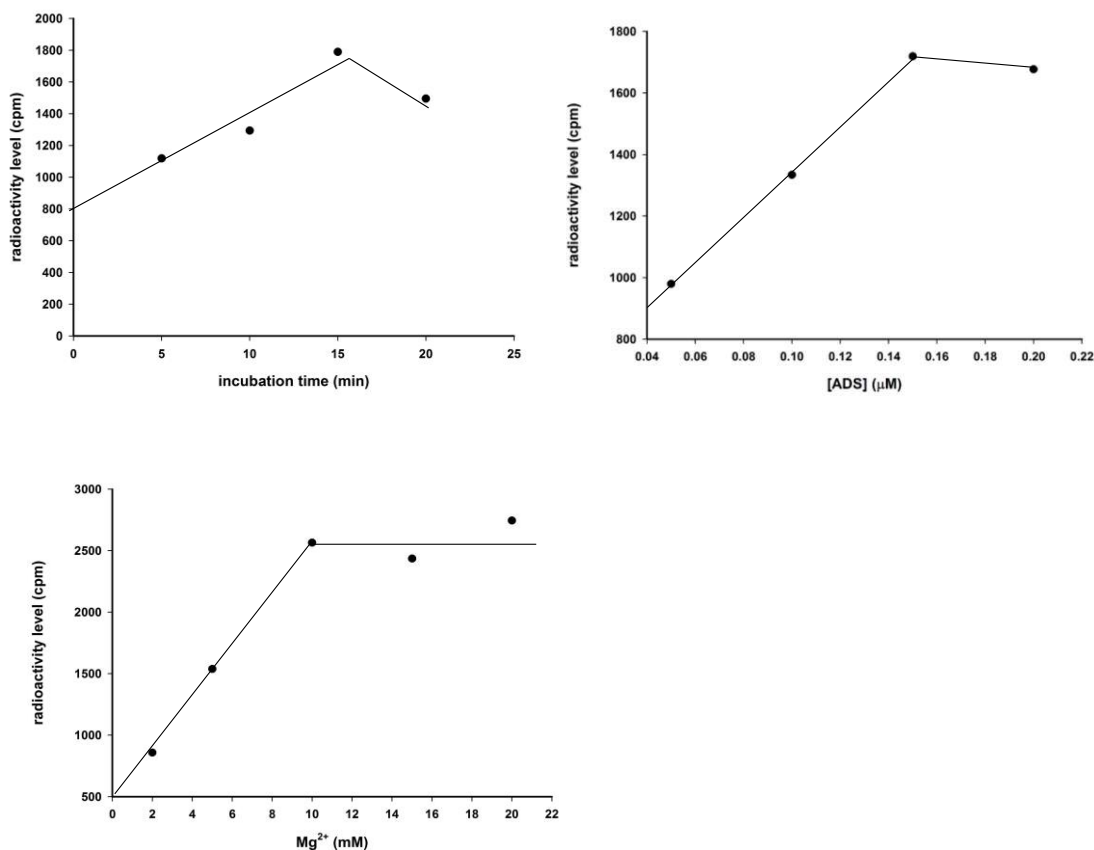 2000
1800
1600
1400
1200
1000
800
600
400
200
0
radioactivity level (cpm)
0 5 10 15 20 25
incubation time (min)
1800
1600
1400
1200
1000
800
radioactivity level (cpm)
0.04 0.06 0.08 0.10 0.12 0.14 0.16 0.18 0.20 0.22
[ADS] (μM)
3000
2500
2000
1500
1000
500
radioactivity level (cpm)
0 2 4 6 8 10 12 14 16 18 20 22
Mg²⁺ (mM)